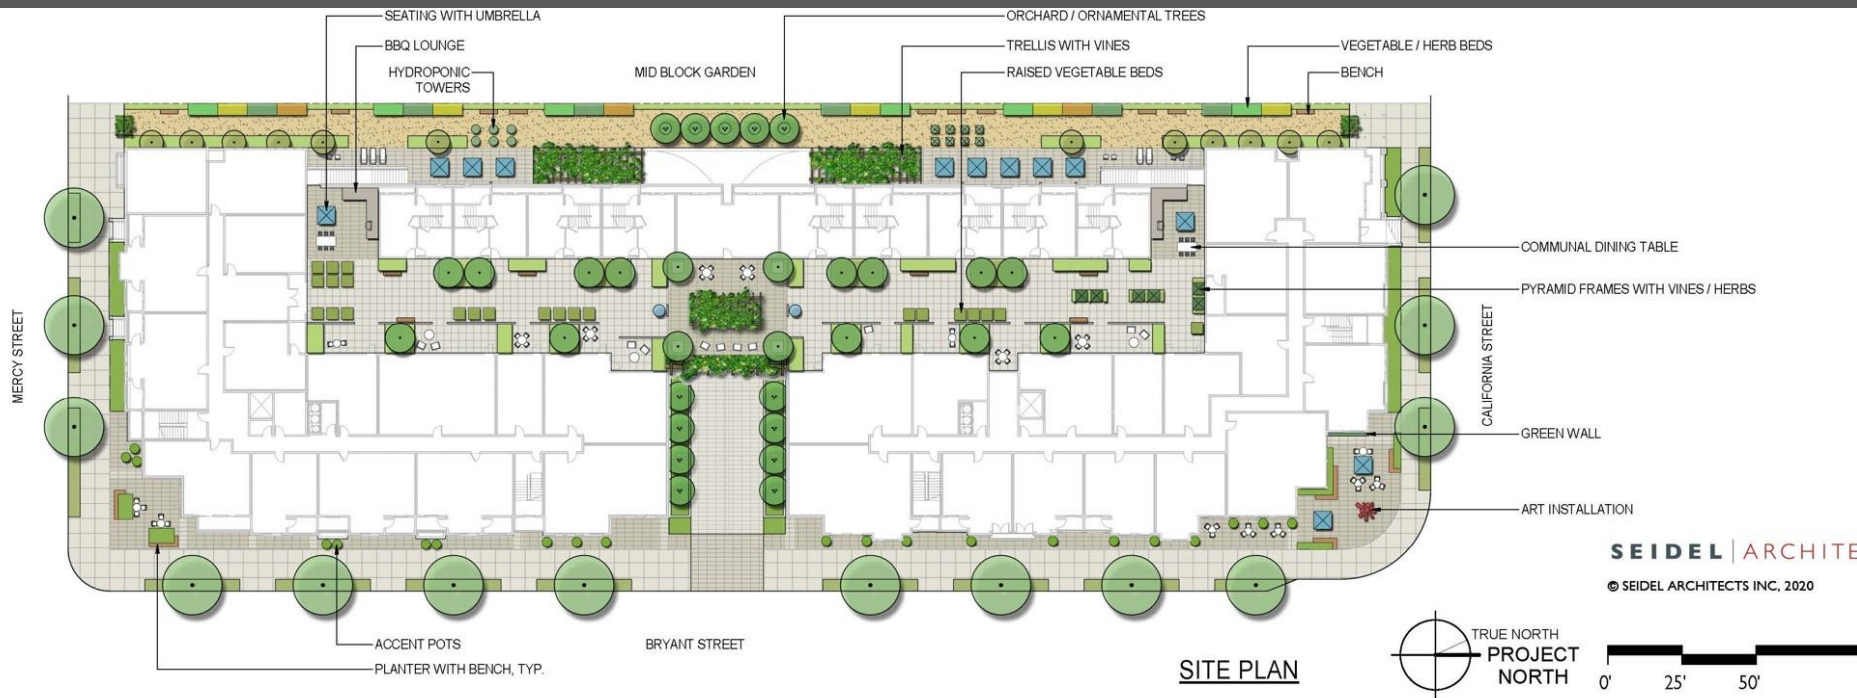 SEATING WITH UMBRELLA
ORCHARD / ORNAMENTAL TREES
BBQ LOUNGE
TRELLIS WITH VINES
VEGETABLE / HERB BEDS
HYDROPONIC
TOWERS
MID BLOCK GARDEN
RAISED VEGETABLE BEDS
BENCH
COMMUNAL DINING TABLE
PYRAMID FRAMES WITH VINES / HERBS
MERCY STREET
CALIFORNIA STREET
GREEN WALL
ART INSTALLATION
SEIDEL | ARCHITE
© SEIDEL ARCHITECTS INC, 2020
ACCENT POTS
BRYANT STREET
PLANTER WITH BENCH, TYP.
SITE PLAN
TRUE NORTH
PROJECT
NORTH
0' 25' 50'